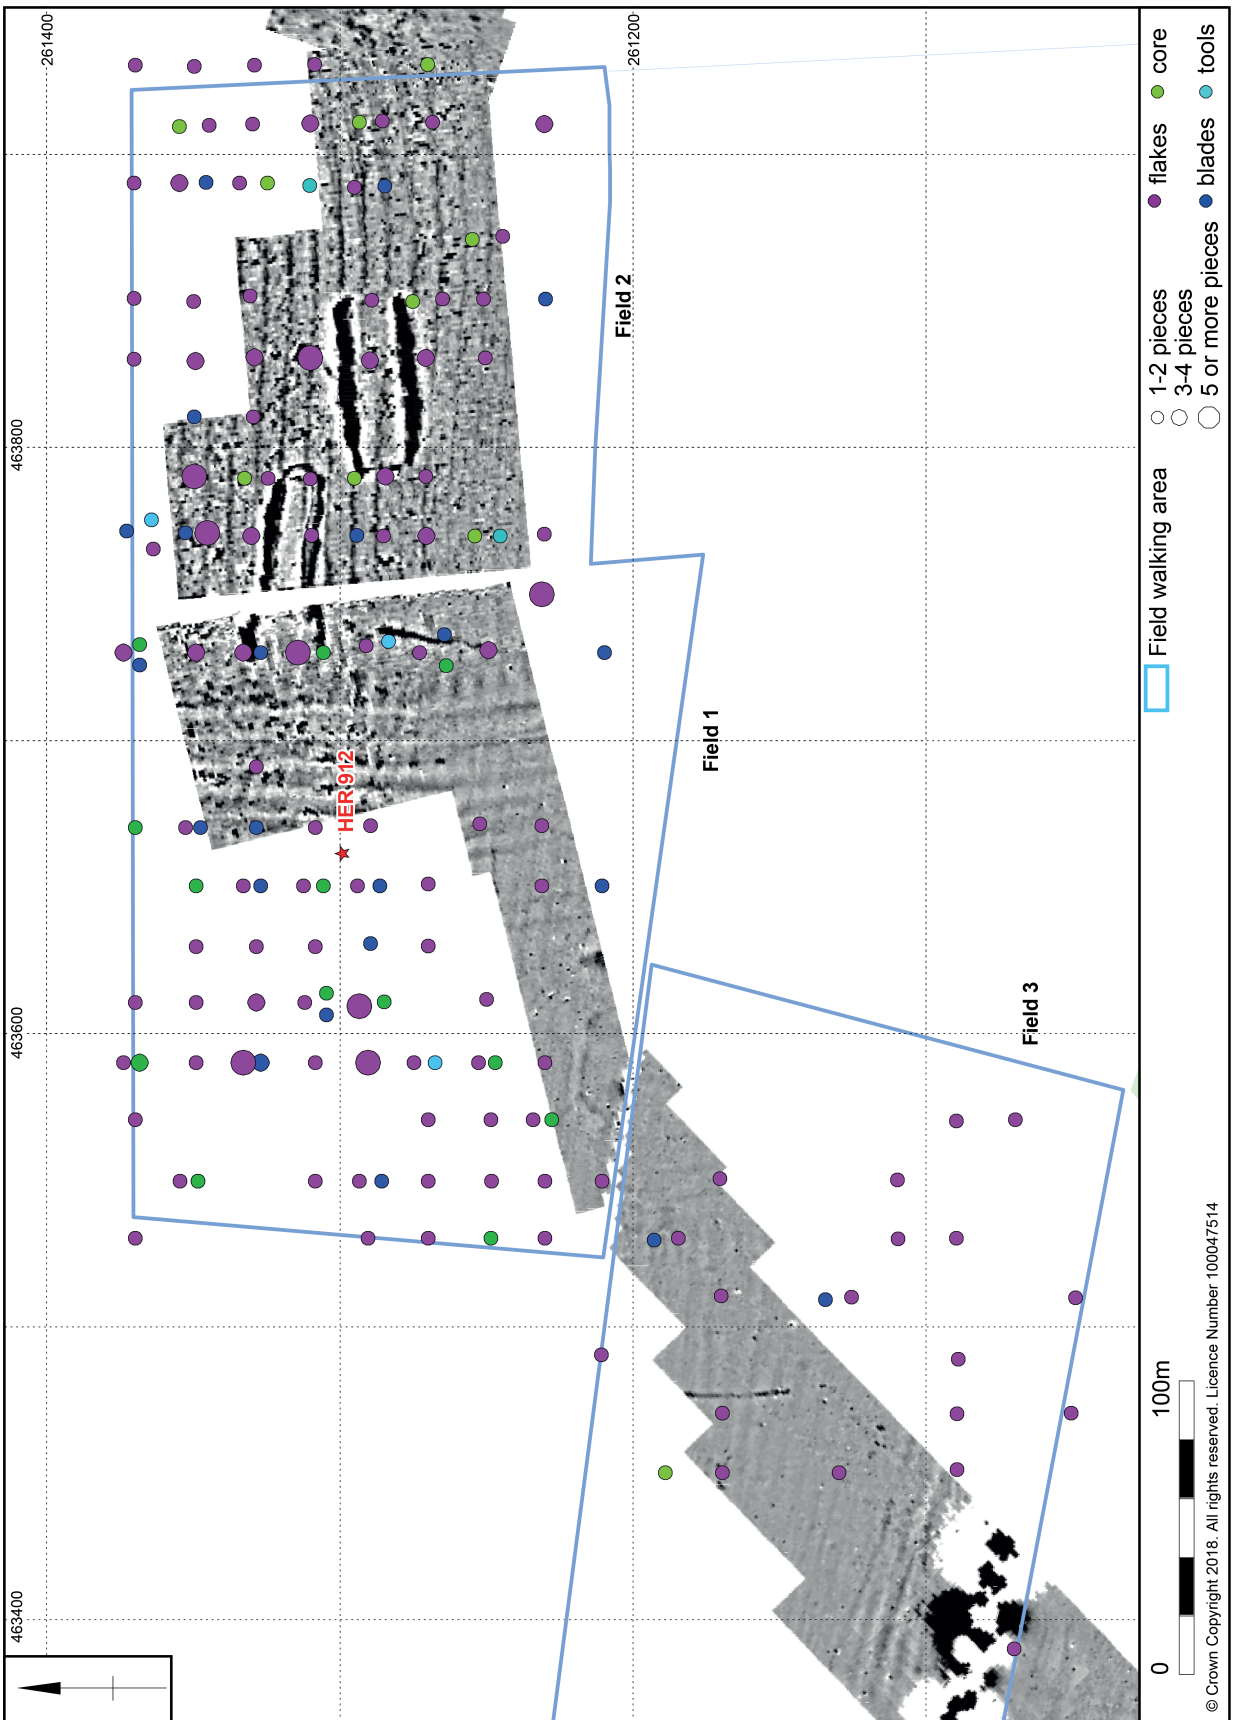 261400
261200
463800
463600
463400
Field 2
Field 1
Field 3
HER 912
0 100m
Field walking area
1-2 pieces
3-4 pieces
5 or more pieces
flakes
blades
core
tools
© Crown Copyright 2018. All rights reserved. Licence Number 100047514